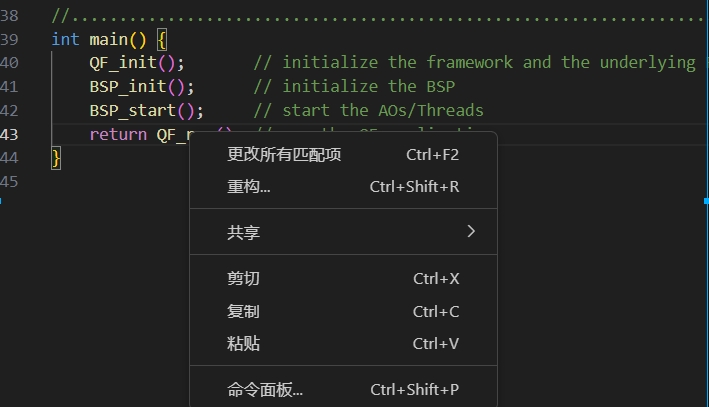 38 //...............................................................
39 int main() {
40 QF_init(); // initialize the framework and the underlying
41 BSP_init(); // initialize the BSP
42 BSP_start(); // start the AOs/Threads
43 return
44 }
45
更改所有匹配项 Ctrl+F2
重构... Ctrl+Shift+R
共享
剪切 Ctrl+X
复制 Ctrl+C
粘贴 Ctrl+V
命令面板... Ctrl+Shift+P